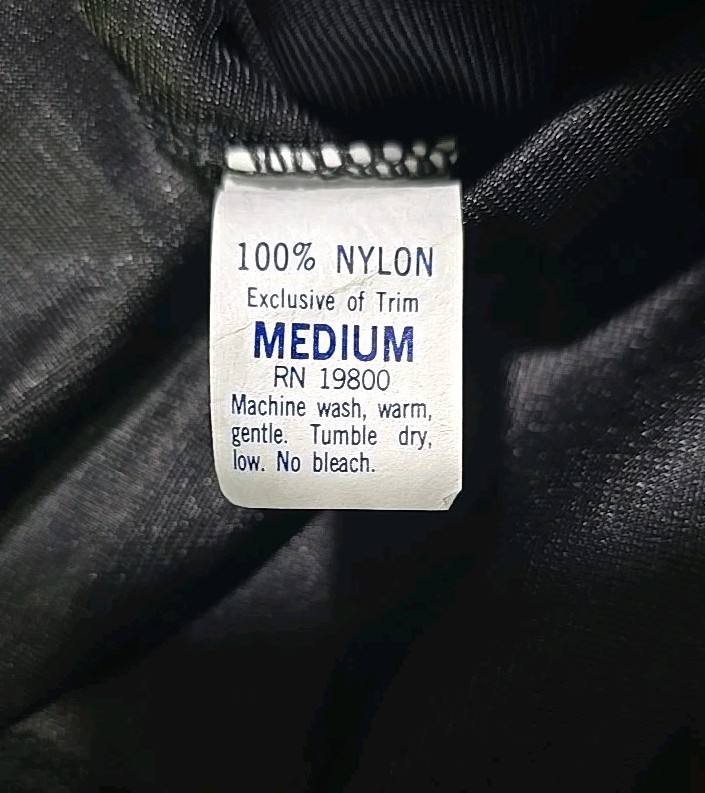 100% NYLON
Exclusive of Trim
MEDIUM
RN 19800
Machine wash, warm,
gentle. Tumble dry,
low. No bleach.